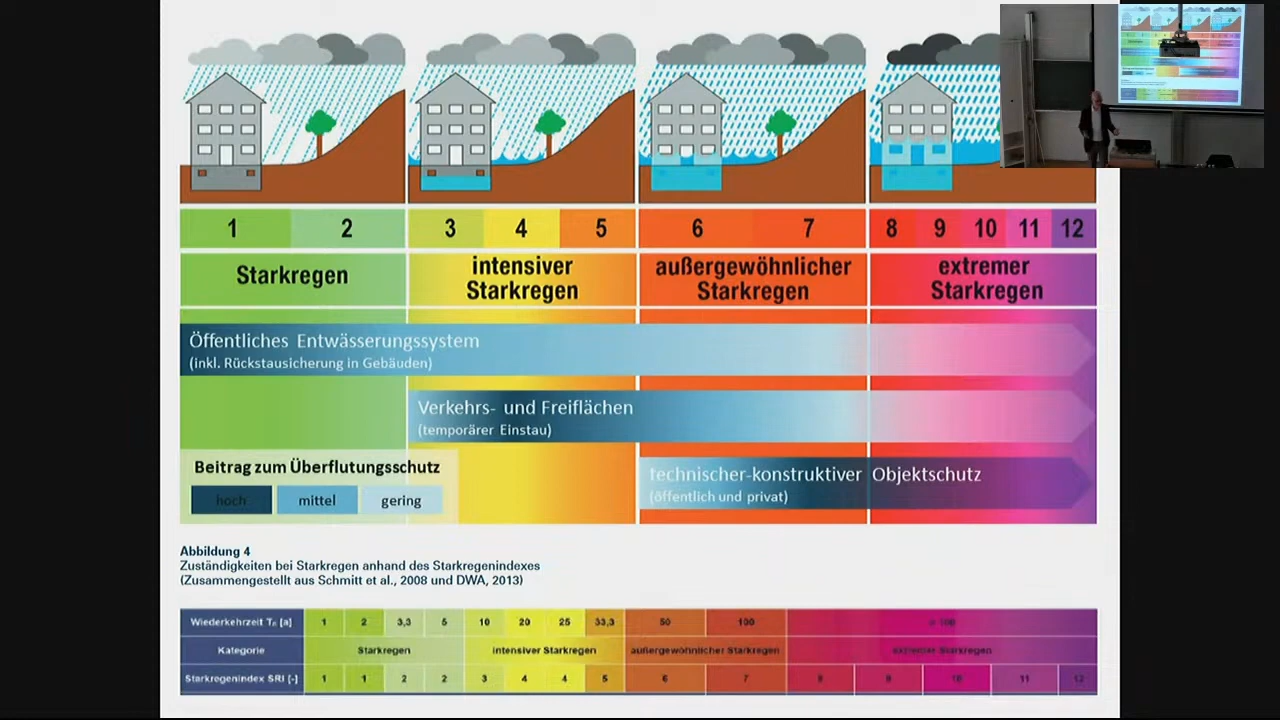 1 2 3 4 5 6 7 8 9 10 11 12
Starkregen
intensiver
Starkregen
außergewöhnlicher
Starkregen
extremer
Starkregen
Öffentliches Entwässerungssystem
(inkl. Rückstausicherung in Gebäuden)
Verkehrs- und Freiflächen
(temporärer Einstau)
technischer-konstruktiver Objektschutz
(öffentlich und privat)
Beitrag zum Überflutungsschutz
hoch mittel gering
Abbildung 4
Zuständigkeiten bei Starkregen anhand des Starkregenindexes
(Zusammengestellt aus Schmitt et al., 2008 und DWA, 2013)
Wiederkehrzeit Tₙ [a] 1 2 3,3 5 10 20 25 33,3 50 100 > 100
Kategorie Starkregen intensiver Starkregen außergewöhnlicher Starkregen extremer Starkregen
Starkregenindex SRI [-] 1 1 2 2 3 4 4 5 6 7 8 9 10 11 12